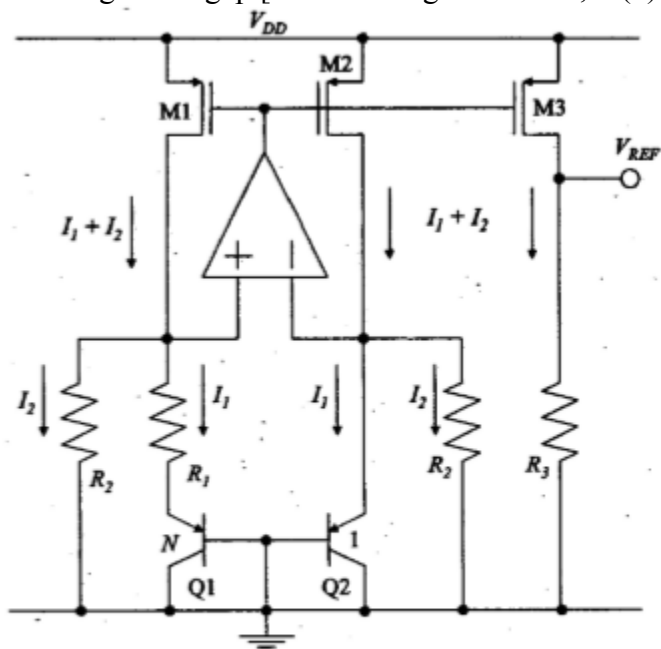 V_DD
M1
M2
M3
V_REF
I_1 + I_2
I_1 + I_2
+
−
I_2
I_1
I_1
I_2
R_2
R_1
R_2
R_3
N
1
Q1
Q2